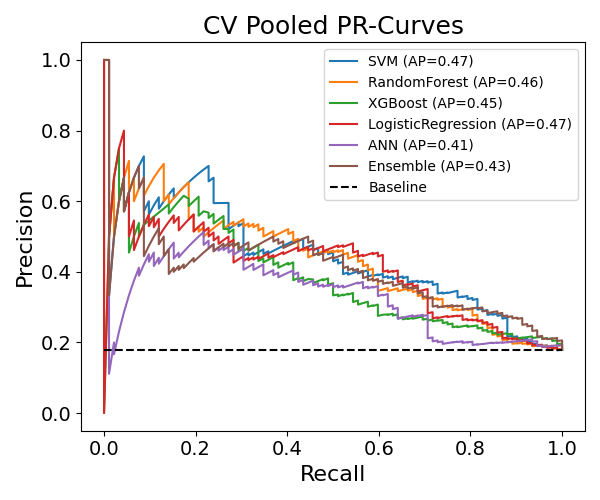 CV Pooled PR-Curves
SVM (AP=0.47)
RandomForest (AP=0.46)
XGBoost (AP=0.45)
LogisticRegression (AP=0.47)
ANN (AP=0.41)
Ensemble (AP=0.43)
Baseline
Precision
1.0
0.8
0.6
0.4
0.2
0.0
0.0 0.2 0.4 0.6 0.8 1.0
Recall